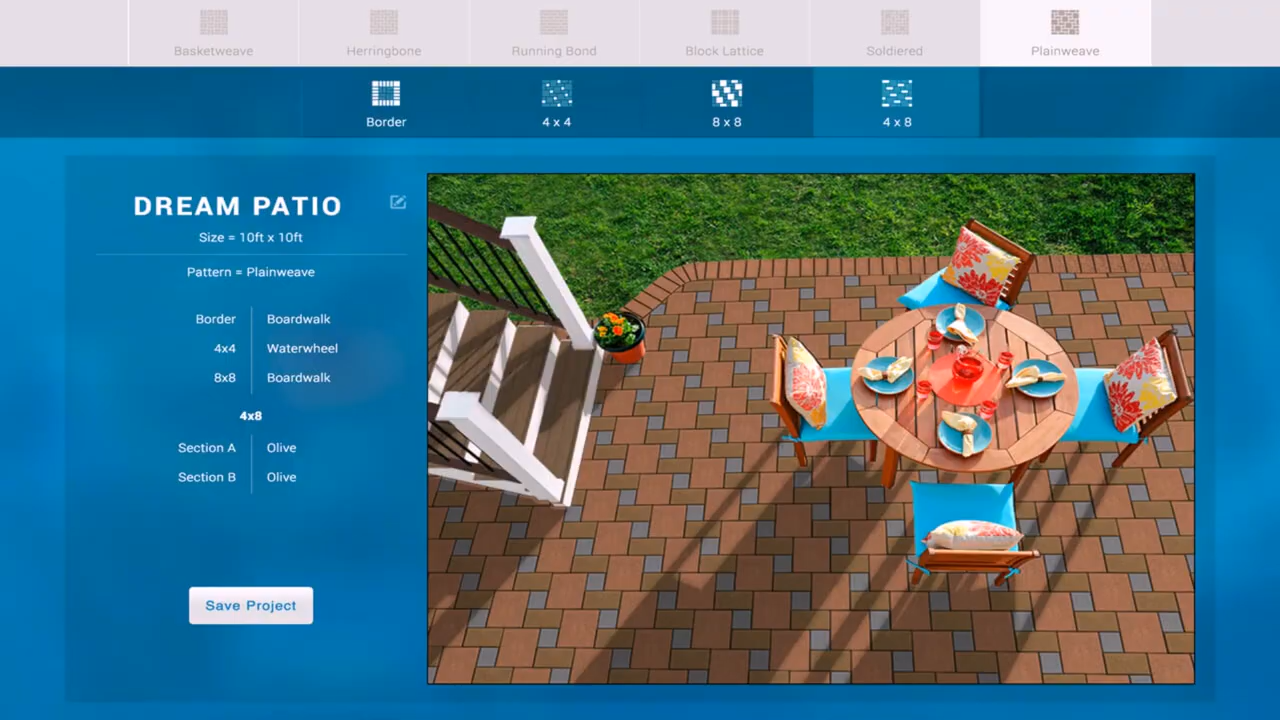 Basketweave
Herringbone
Running Bond
Block Lattice
Soldiered
Plainweave
Border
4 x 4
8 x 8
4 x 8
DREAM PATIO
Size = 10ft x 10ft
Pattern = Plainweave
Border Boardwalk
4x4 Waterwheel
8x8 Boardwalk
4x8
Section A Olive
Section B Olive
Save Project